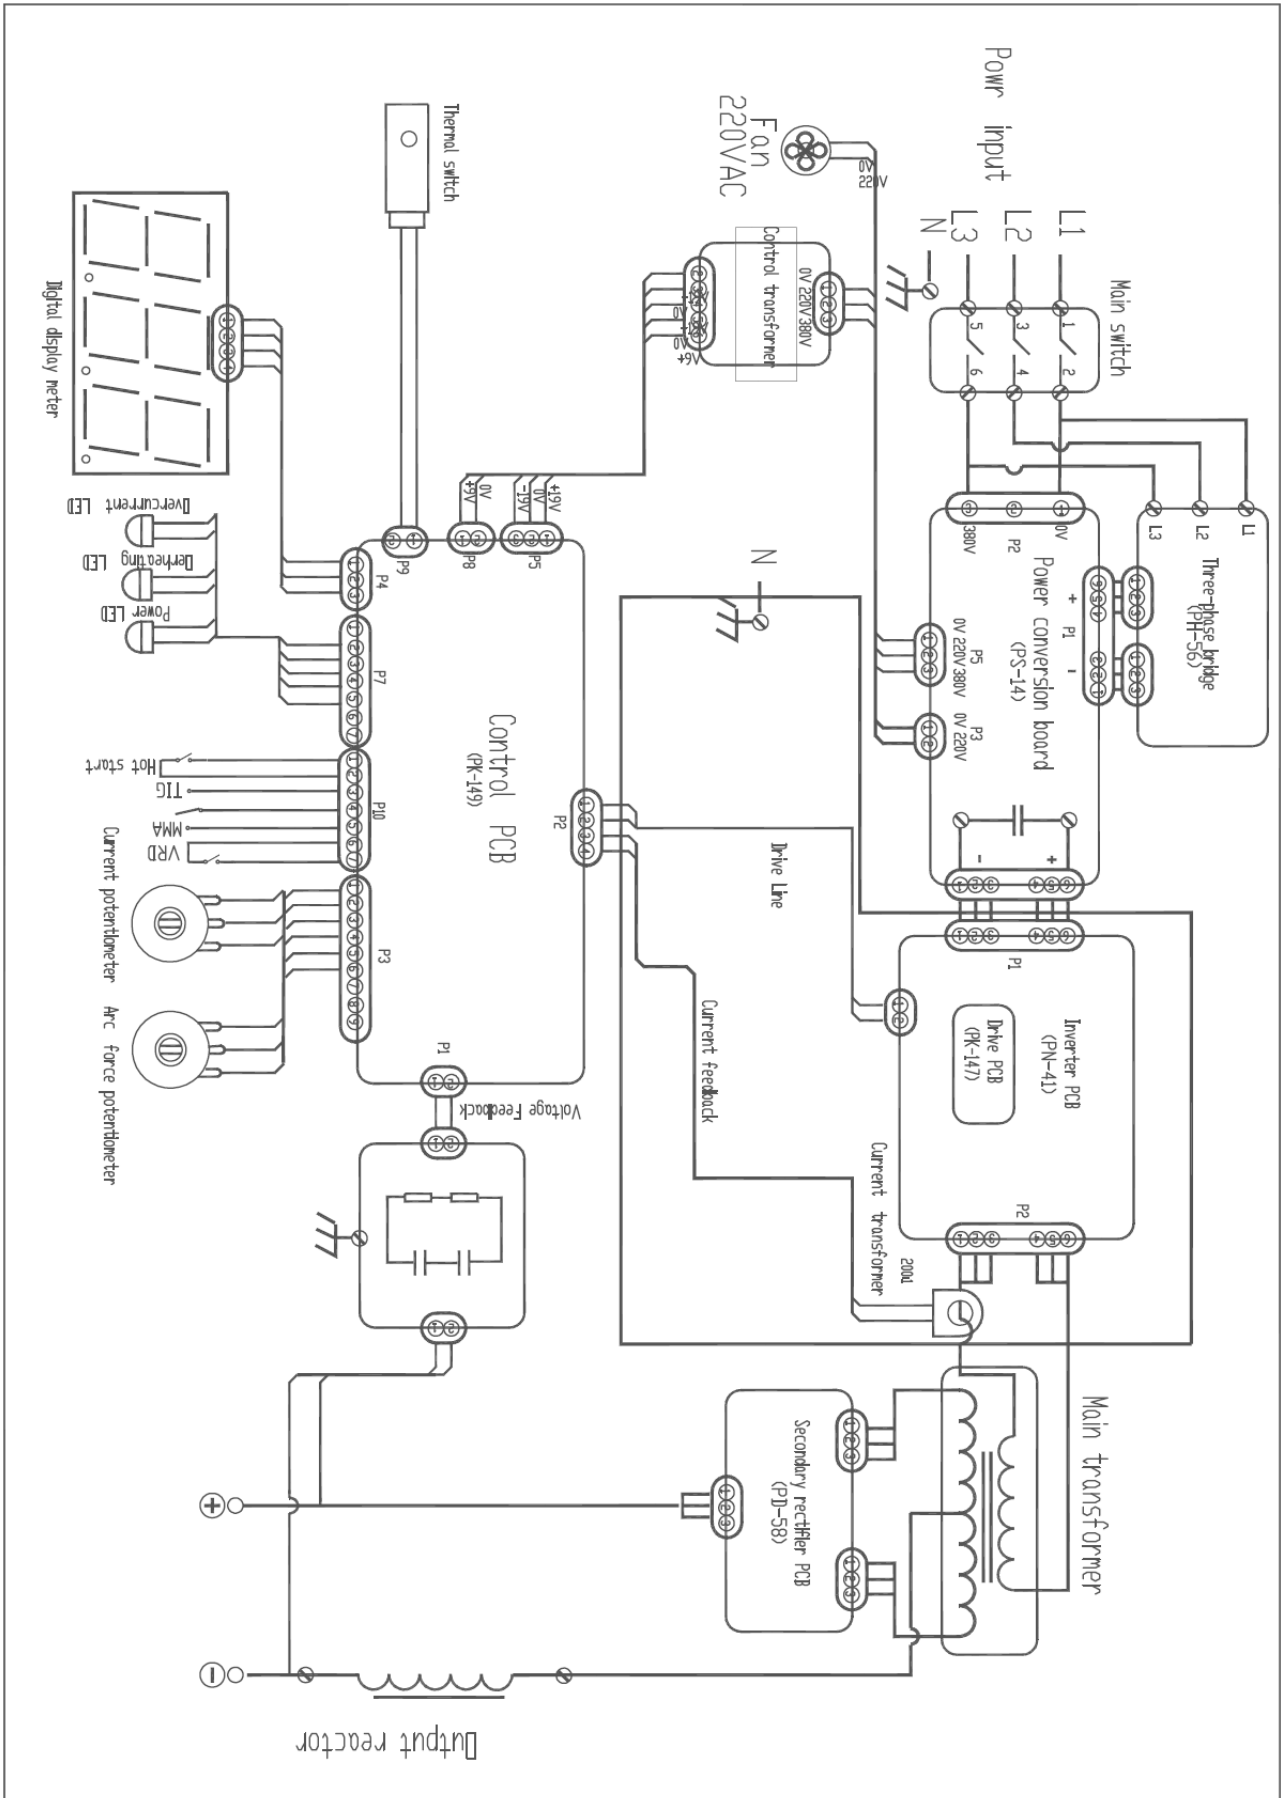 Powr input
L1
L2
L3
N
Main switch
1
2
3
4
5
6
Fan
220VAC
0V
220V
Control transformer
0V 220V 380V
Thermal switch
Digital display meter
Overcurrent LED
Derheating LED
Power LED
Three-phase bridge
(PH-56)
L1
L2
L3
Power conversion board
(PS-14)
P2
0V
380V
P1
+
-
P5
0V 220V 380V
P3
0V 220V
-
+
N
Control PCB
(PK-149)
P5
+19V
0V
-19V
P8
0V
+9V
P9
P4
P7
P10
P3
P2
P1
Hot start
TIG
MMA
VRD
Current potentiometer
Arc force potentiometer
Drive Line
Current feedback
Voltage Feedback
Inverter PCB
(PN-41)
Drive PCB
(PK-147)
P1
P2
Current transformer
200:1
Main transformer
Secondary rectifier PCB
(PD-58)
+
-
Output reactor